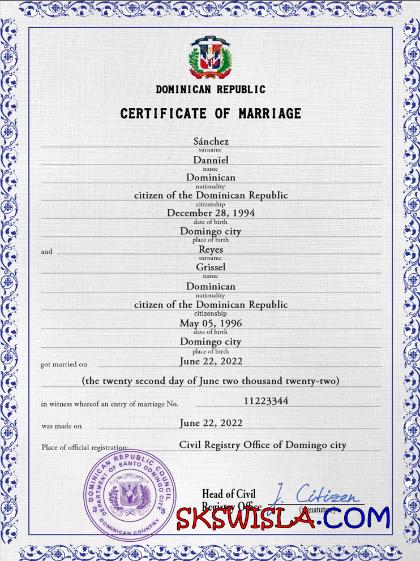 DOMINICAN REPUBLIC
CERTIFICATE OF MARRIAGE
Sánchez
surname
Danniel
name
Dominican
nationality
citizen of the Dominican Republic
citizenship
December 28, 1994
date of birth
Domingo city
place of birth
and Reyes
surname
Grissel
name
Dominican
nationality
citizen of the Dominican Republic
citizenship
May 05, 1996
date of birth
Domingo city
place of birth
got married on June 22, 2022
(the twenty second day of June two thousand twenty-two)
in witness whereof an entry of marriage No. 11223344
was made on June 22, 2022
Place of official registration: Civil Registry Office of Domingo city
DOMINICAN REPUBLIC COUNCIL
DEPARTMENT OF SANTO DOMINGO CITY
DOMINICAN COUNTRY
Head of Civil
Registry Office
J. Citizen
SKSWISLA.COM